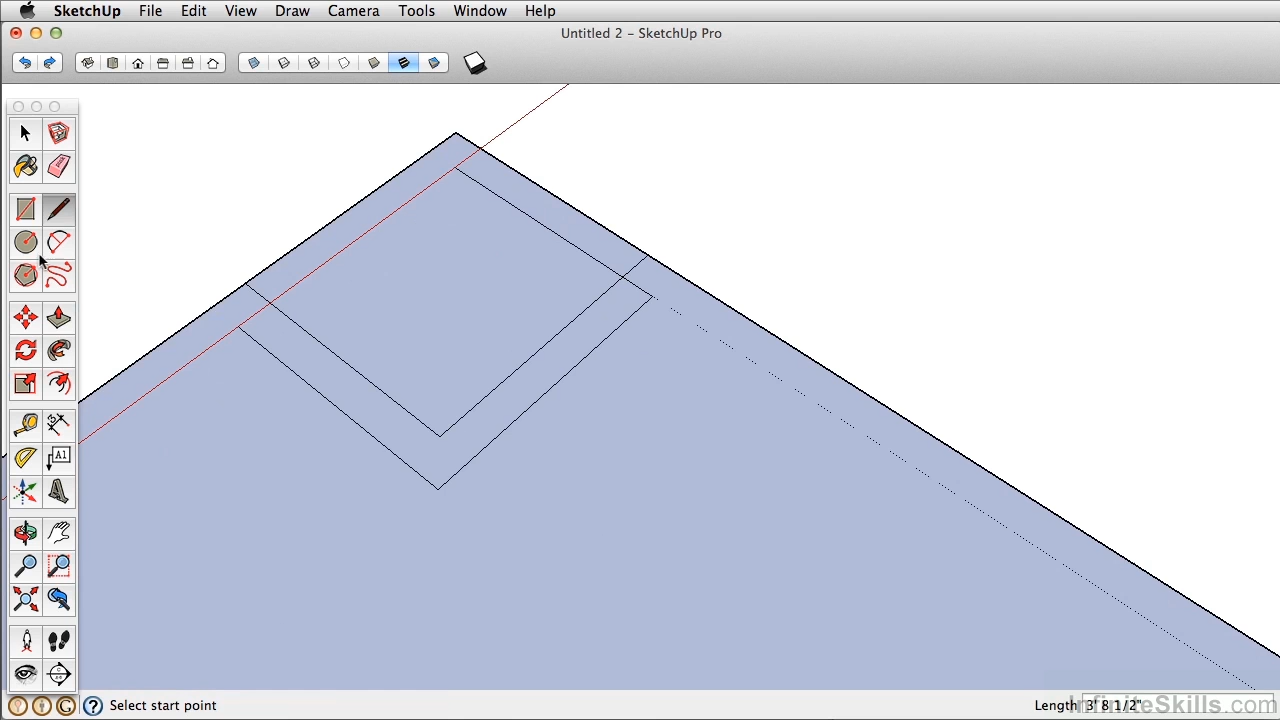 SketchUp File Edit View Draw Camera Tools Window Help
Untitled 2 – SketchUp Pro
A1
Select start point
Length 3' 8 1/2"
InfiniteSkills.com